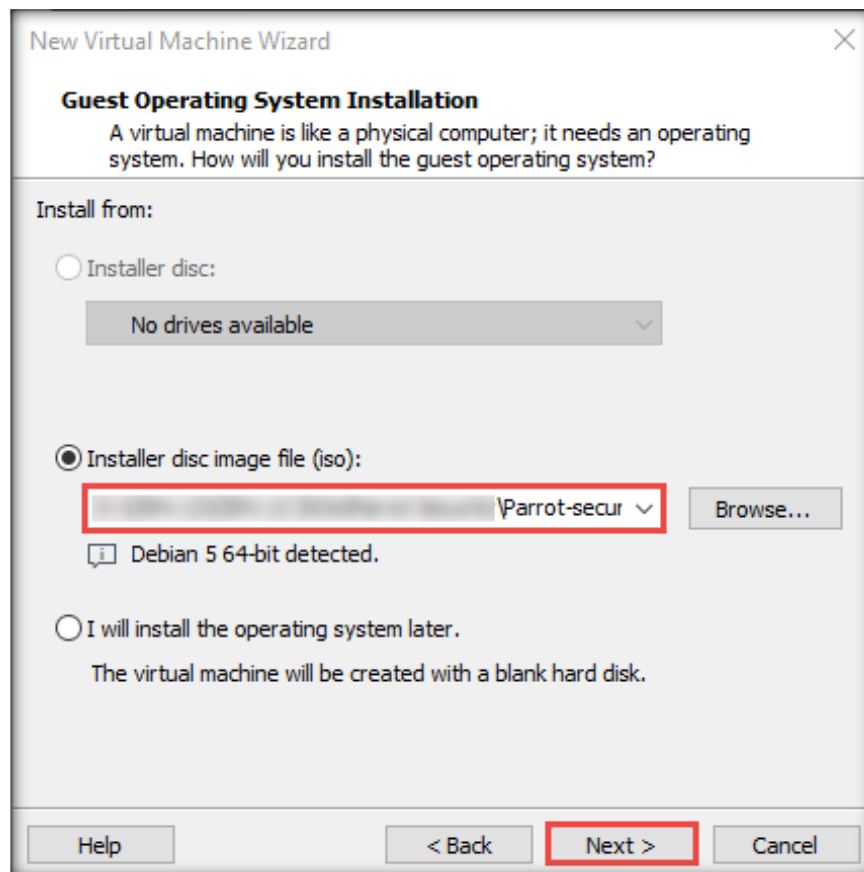 New Virtual Machine Wizard
Guest Operating System Installation
A virtual machine is like a physical computer; it needs an operating
system. How will you install the guest operating system?
Install from:
Installer disc:
No drives available
Installer disc image file (iso):
\Parrot-secur
Browse...
Debian 5 64-bit detected.
I will install the operating system later.
The virtual machine will be created with a blank hard disk.
Help
< Back
Next >
Cancel